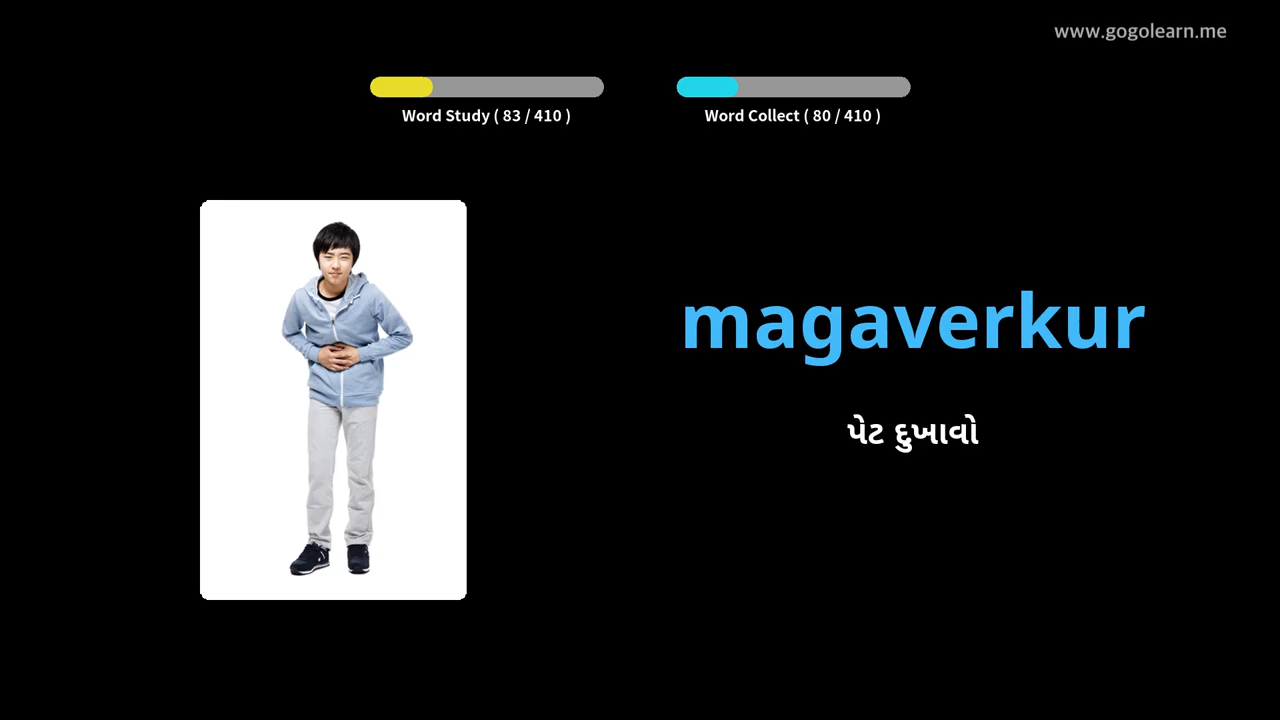 www.gogolearn.me
Word Study ( 83 / 410 )
Word Collect ( 80 / 410 )
magaverkur
પેટ દુખાવો